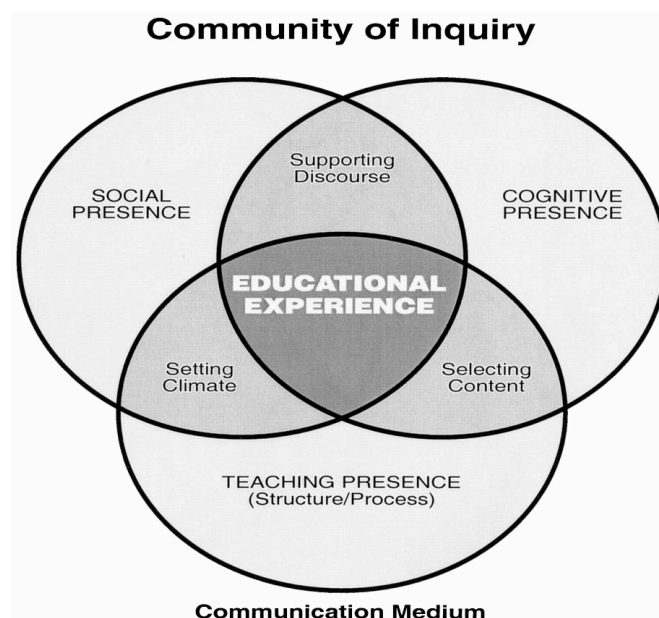 Community of Inquiry
Supporting
Discourse
SOCIAL
PRESENCE
COGNITIVE
PRESENCE
EDUCATIONAL
EXPERIENCE
Setting
Climate
Selecting
Content
TEACHING PRESENCE
(Structure/Process)
Communication Medium